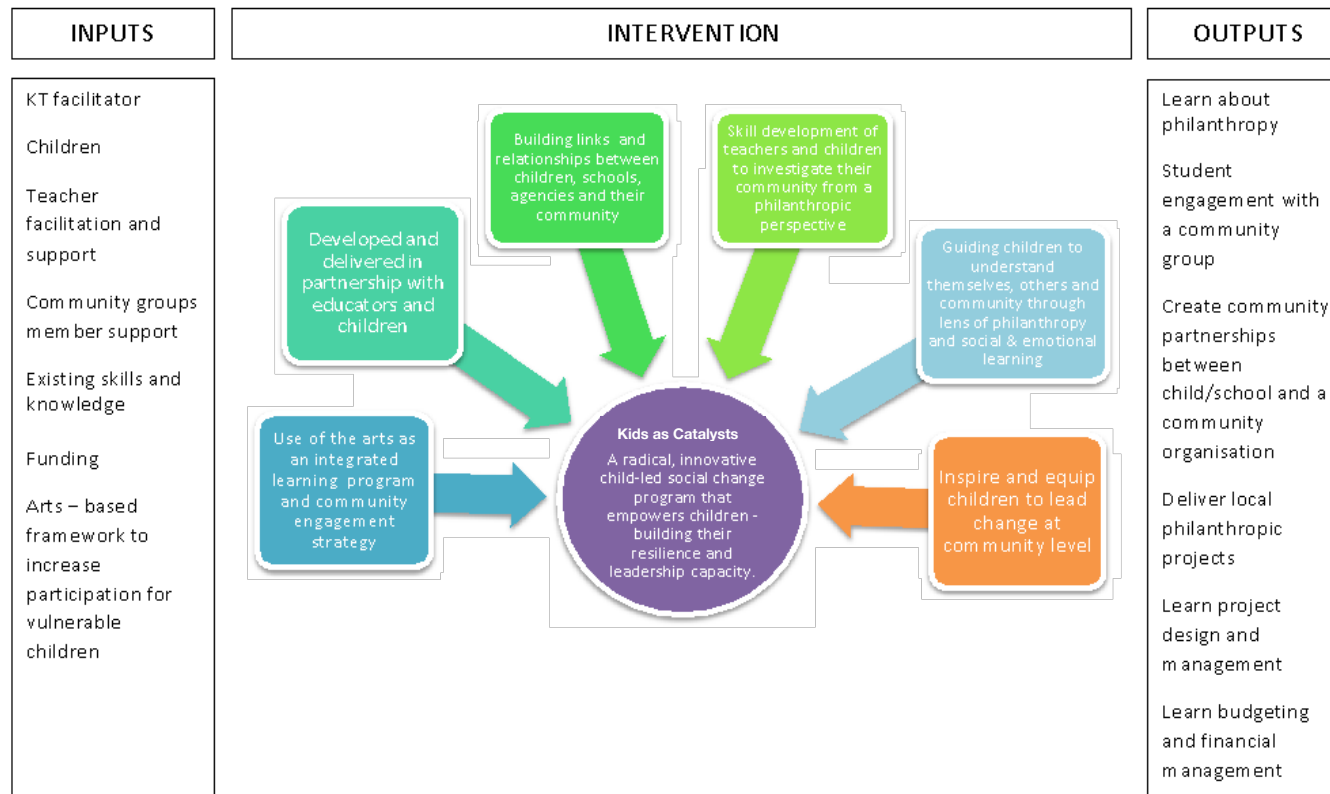 INPUTS
INTERVENTION
OUTPUTS
KT facilitator
Children
Teacher
facilitation and
support
Community groups
member support
Existing skills and
knowledge
Funding
Arts – based
framework to
increase
participation for
vulnerable
children
Use of the arts as
an integrated
learning program
and community
engagement
strategy
Developed and
delivered in
partnership with
educators and
children
Building links and
relationships between
children, schools,
agencies and their
community
Skill development of
teachers and children
to investigate their
community from a
philanthropic
perspective
Guiding children to
understand
themselves, others and
community through
lens of philanthropy
and social & emotional
learning
Inspire and equip
children to lead
change at
community level
Kids as Catalysts
A radical, innovative
child-led social change
program that
empowers children -
building their
resilience and
leadership capacity.
Learn about
philanthropy
Student
engagement with
a community
group
Create community
partnerships
between
child/school and a
community
organisation
Deliver local
philanthropic
projects
Learn project
design and
management
Learn budgeting
and financial
management